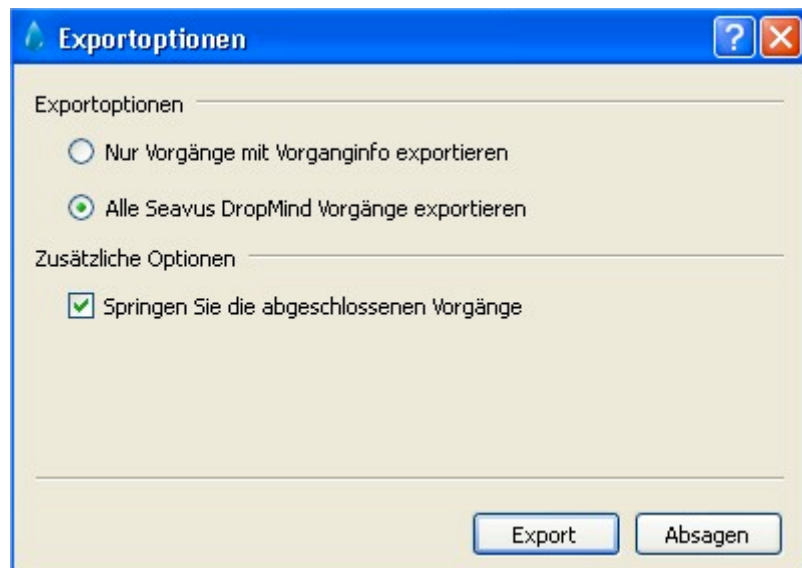 Exportoptionen
Exportoptionen
Nur Vorgänge mit Vorganginfo exportieren
Alle Seavus DropMind Vorgänge exportieren
Zusätzliche Optionen
Springen Sie die abgeschlossenen Vorgänge
Export Absagen